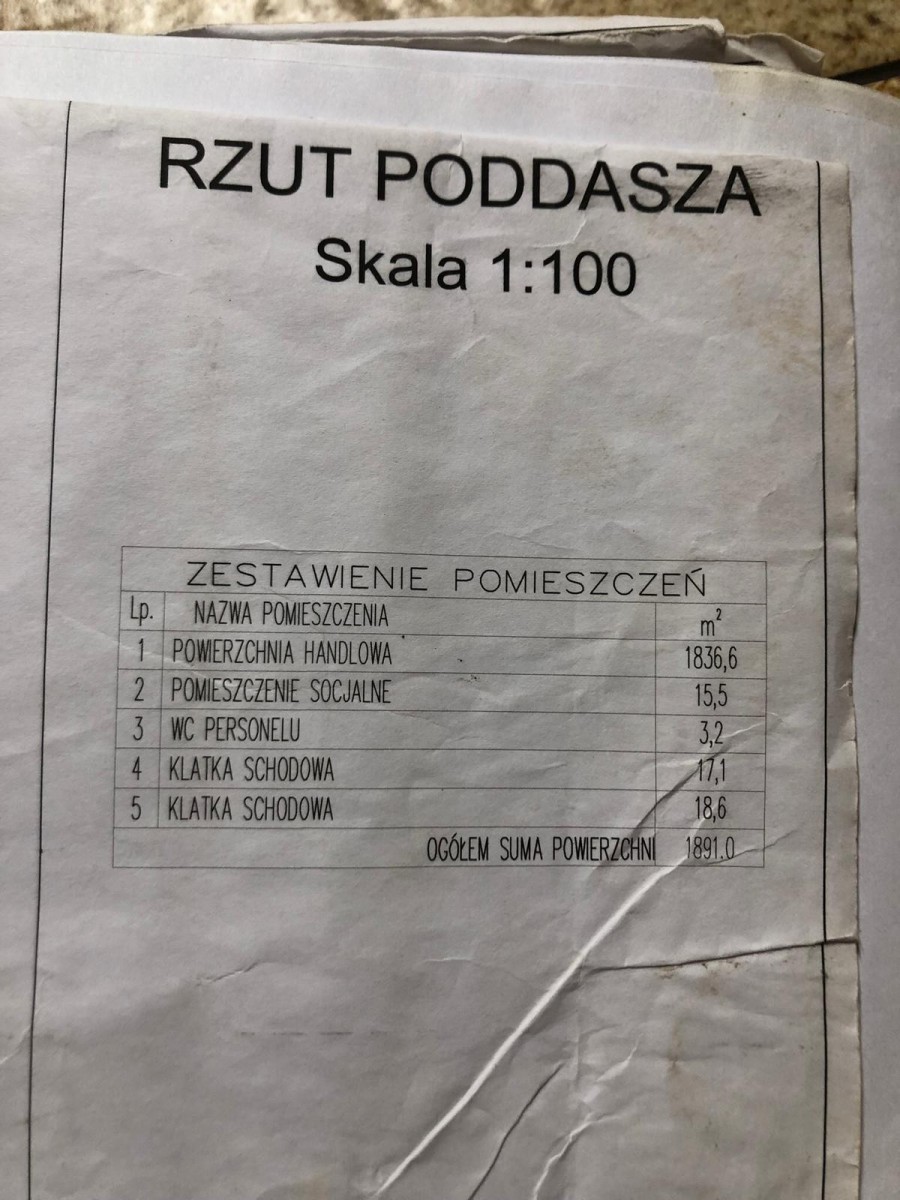 RZUT PODDASZA
Skala 1:100
ZESTAWIENIE POMIESZCZEŃ
Lp. NAZWA POMIESZCZENIA m²
1 POWIERZCHNIA HANDLOWA 1836,6
2 POMIESZCZENIE SOCJALNE 15,5
3 WC PERSONELU 3,2
4 KLATKA SCHODOWA 17,1
5 KLATKA SCHODOWA 18,6
OGÓŁEM SUMA POWIERZCHNI 1891.0